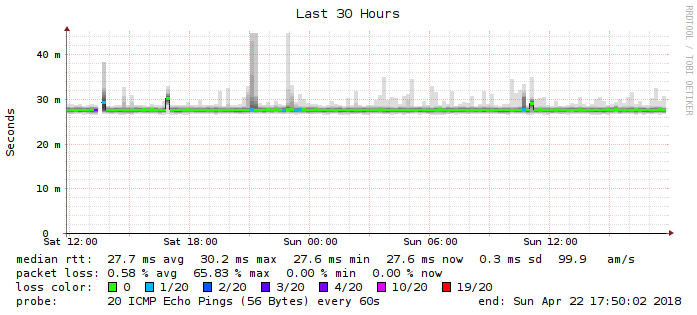 Last 30 Hours
RRDTOOL / TOBI OETIKER
Seconds
40 m
30 m
20 m
10 m
0
Sat 12:00 Sat 18:00 Sun 00:00 Sun 06:00 Sun 12:00
median rtt: 27.7 ms avg 30.2 ms max 27.6 ms min 27.6 ms now 0.3 ms sd 99.9 am/s
packet loss: 0.58 % avg 65.83 % max 0.00 % min 0.00 % now
loss color: 0 1/20 2/20 3/20 4/20 10/20 19/20
probe: 20 ICMP Echo Pings (56 Bytes) every 60s end: Sun Apr 22 17:50:02 2018